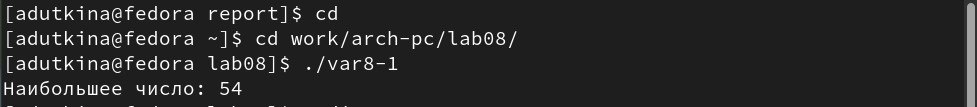 [adutkina@fedora report]$ cd
[adutkina@fedora ~]$ cd work/arch-pc/lab08/
[adutkina@fedora lab08]$ ./var8-1
Наибольшее число: 54